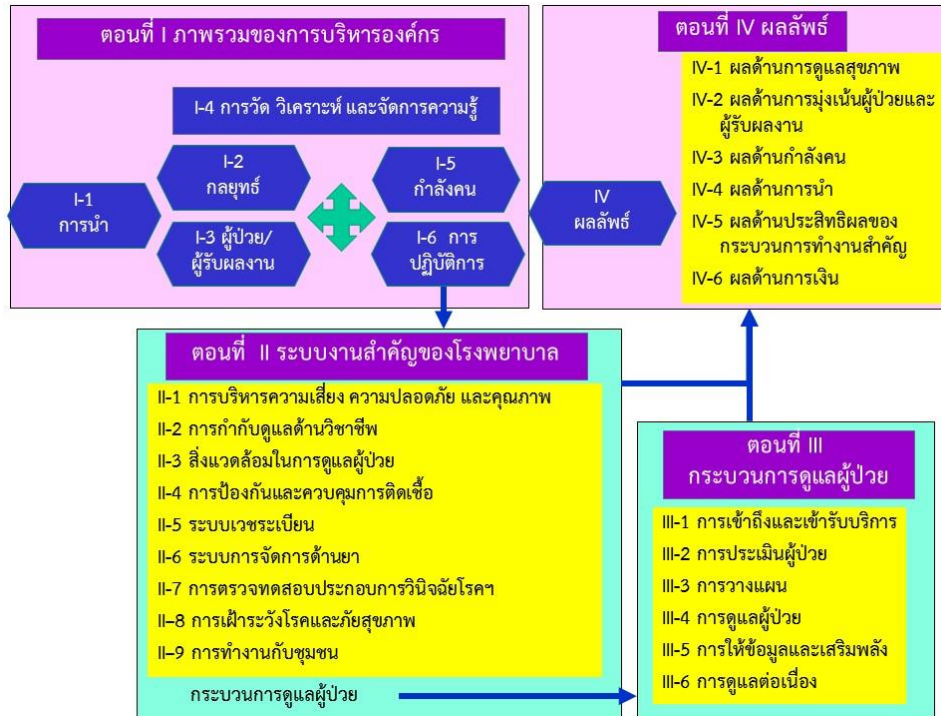 ตอนที่ I ภาพรวมของการบริหารองค์กร
I-4 การวัด วิเคราะห์ และจัดการความรู้
I-1
การนำ
I-2
กลยุทธ์
I-3 ผู้ป่วย/
ผู้รับผลงาน
I-5
กำลังคน
I-6 การ
ปฏิบัติการ
IV
ผลลัพธ์
ตอนที่ IV ผลลัพธ์
IV-1 ผลด้านการดูแลสุขภาพ
IV-2 ผลด้านการมุ่งเน้นผู้ป่วยและ
ผู้รับผลงาน
IV-3 ผลด้านกำลังคน
IV-4 ผลด้านการนำ
IV-5 ผลด้านประสิทธิผลของ
กระบวนการทำงานสำคัญ
IV-6 ผลด้านการเงิน
ตอนที่ II ระบบงานสำคัญของโรงพยาบาล
II-1 การบริหารความเสี่ยง ความปลอดภัย และคุณภาพ
II-2 การกำกับดูแลด้านวิชาชีพ
II-3 สิ่งแวดล้อมในการดูแลผู้ป่วย
II-4 การป้องกันและควบคุมการติดเชื้อ
II-5 ระบบเวชระเบียน
II-6 ระบบการจัดการด้านยา
II-7 การตรวจทดสอบประกอบการวินิจฉัยโรคฯ
II–8 การเฝ้าระวังโรคและภัยสุขภาพ
II–9 การทำงานกับชุมชน
กระบวนการดูแลผู้ป่วย
ตอนที่ III
กระบวนการดูแลผู้ป่วย
III-1 การเข้าถึงและเข้ารับบริการ
III-2 การประเมินผู้ป่วย
III-3 การวางแผน
III-4 การดูแลผู้ป่วย
III-5 การให้ข้อมูลและเสริมพลัง
III-6 การดูแลต่อเนื่อง